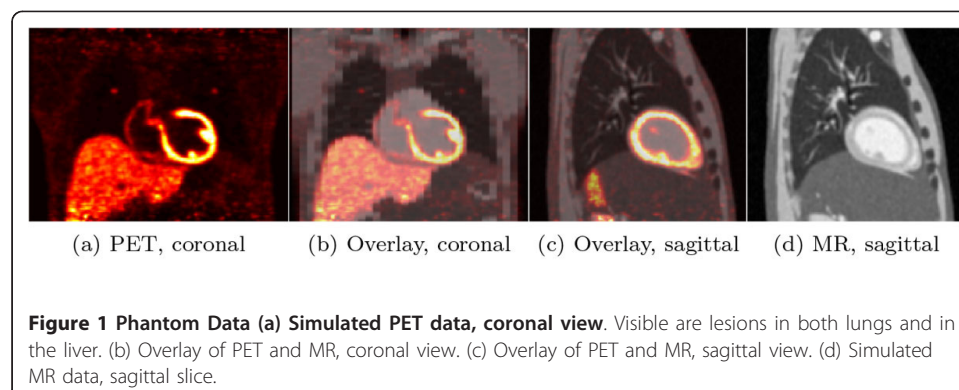 (a) PET, coronal
(b) Overlay, coronal
(c) Overlay, sagittal
(d) MR, sagittal
Figure 1 Phantom Data (a) Simulated PET data, coronal view. Visible are lesions in both lungs and in
the liver. (b) Overlay of PET and MR, coronal view. (c) Overlay of PET and MR, sagittal view. (d) Simulated
MR data, sagittal slice.